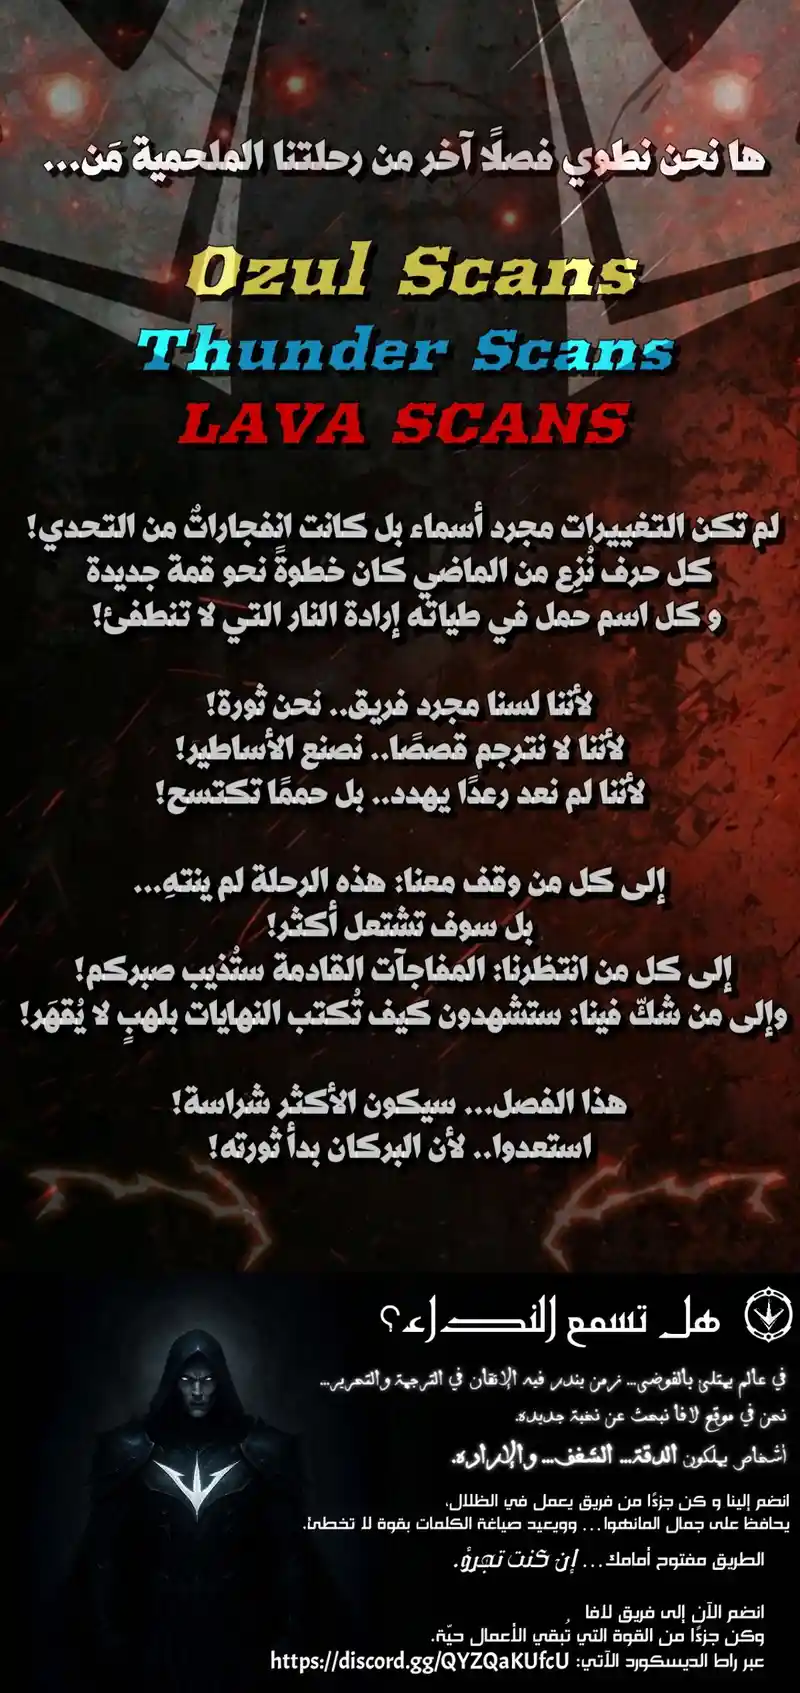 ها نحن نطوي فصلًا آخر من رحلتنا الملحمية مَن...
Ozul Scans
Thunder Scans
LAVA SCANS
لم تكن التغييرات مجرد أسماء بل كانت انفجاراتٌ من التحدي!
كل حرف نُزِع من الماضي كان خطوةً نحو قمة جديدة
و كل اسم حمل في طياته إرادة النار التي لا تنطفئ!
لأننا لسنا مجرد فريق.. نحن ثورة!
لأننا لا نترجم قصصًا.. نصنع الأساطير!
لأننا لم نعد رعدًا يهدد.. بل حممًا تكتسح!
إلى كل من وقف معنا: هذه الرحلة لم ينتهِ...
بل سوف تشتعل أكثر!
إلى كل من انتظرنا: المفاجآت القادمة ستُذيب صبركم!
وإلى من شكّ فينا: ستشهدون كيف تُكتب النهايات بلهبٍ لا يُقهَر!
هذا الفصل... سيكون الأكثر شراسة!
استعدوا.. لأن البركان بدأ ثورته!
هل تسمع النداء؟
في عالم يمتلئ بالفوضى... زمن يندر فيه الإتقان في الترجمة والتحرير...
نحن في موقع لافا نبحث عن نخبة جديدة.
أشخاص يملكون الدقة... الشغف... والإرادة.
انضم إلينا و كن جزءًا من فريق يعمل في الظلال،
يحافظ على جمال المانهوا... وويعيد صياغة الكلمات بقوة لا تخطئ.
الطريق مفتوح أمامك... إن كنت تجرؤ.
انضم الآن إلى فريق لافا
وكن جزءًا من القوة التي تُبقي الأعمال حيّة.
عبر راط الديسكورد الآتي: https://discord.gg/QYZQaKUfcU